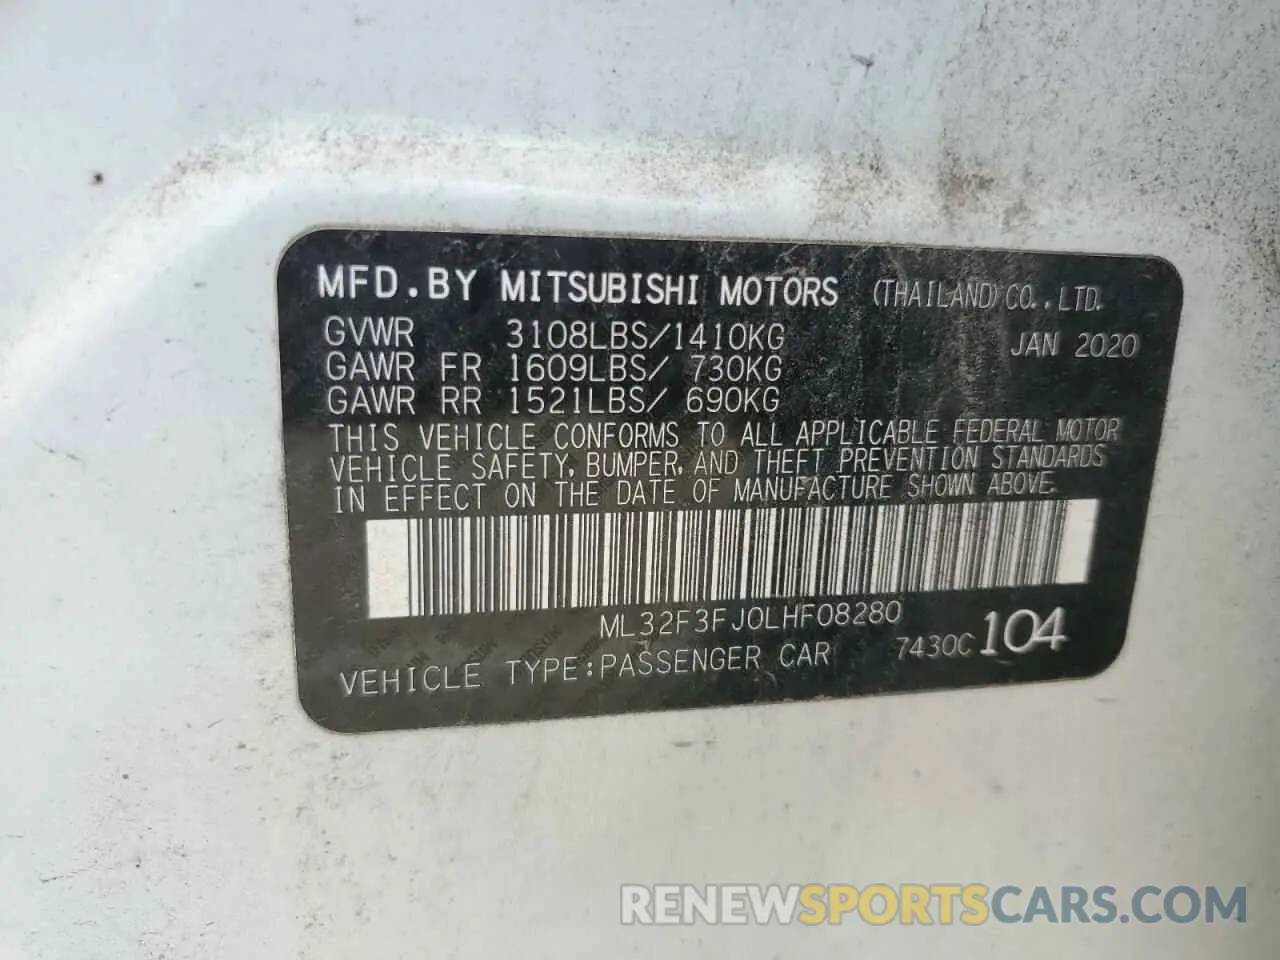 MFD.BY MITSUBISHI MOTORS (THAILAND)CO.,LTD.
GVWR 3108LBS/1410KG JAN 2020
GAWR FR 1609LBS/ 730KG
GAWR RR 1521LBS/ 690KG
THIS VEHICLE CONFORMS TO ALL APPLICABLE FEDERAL MOTOR
VEHICLE SAFETY, BUMPER, AND THEFT PREVENTION STANDARDS
IN EFFECT ON THE DATE OF MANUFACTURE SHOWN ABOVE.
ML32F3FJ0LHF08280
VEHICLE TYPE:PASSENGER CAR 7430C 104
RENEWSPORTSCARS.COM